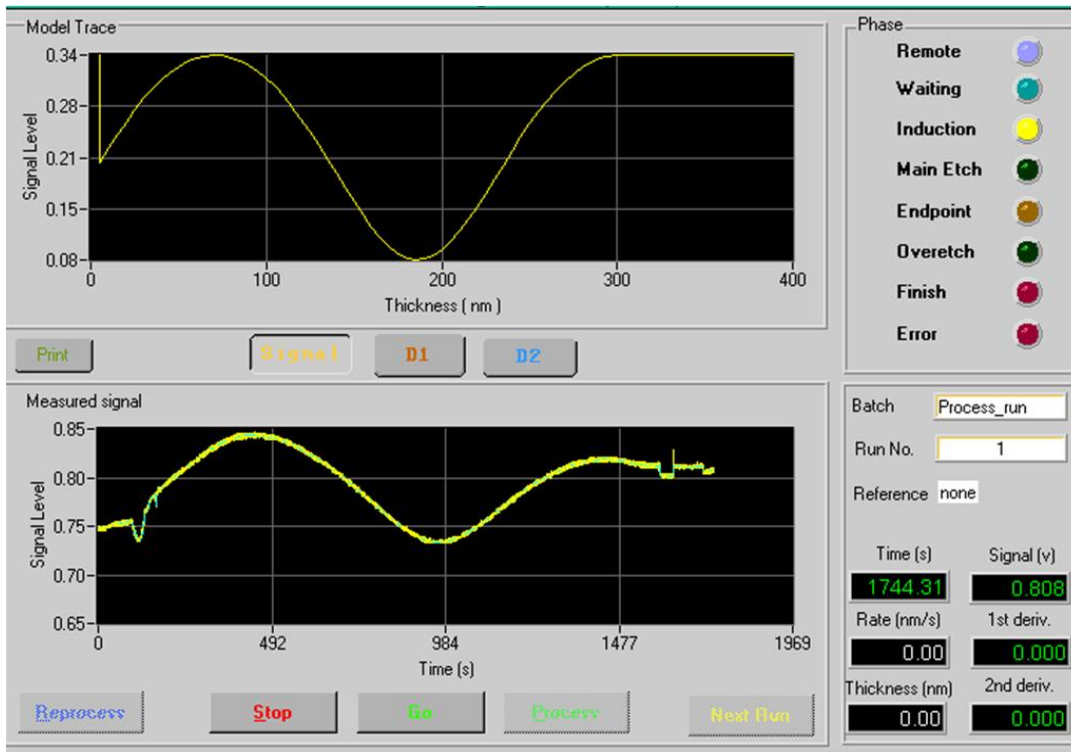 Model Trace
Signal Level
0.34
0.28
0.21
0.15
0.08
0 100 200 300 400
Thickness ( nm )
Phase
Remote
Waiting
Induction
Main Etch
Endpoint
Overetch
Finish
Error
Print
Signal
D1
D2
Measured signal
Signal Level
0.85
0.80
0.75
0.70
0.65
0 492 984 1477 1969
Time (s)
Batch Process_run
Run No. 1
Reference none
Time (s) Signal (v)
1744.31 0.808
Rate (nm/s) 1st deriv.
0.00 0.000
Thickness (nm) 2nd deriv.
0.00 0.000
Reprocess
Stop
Go
Process
Next Run